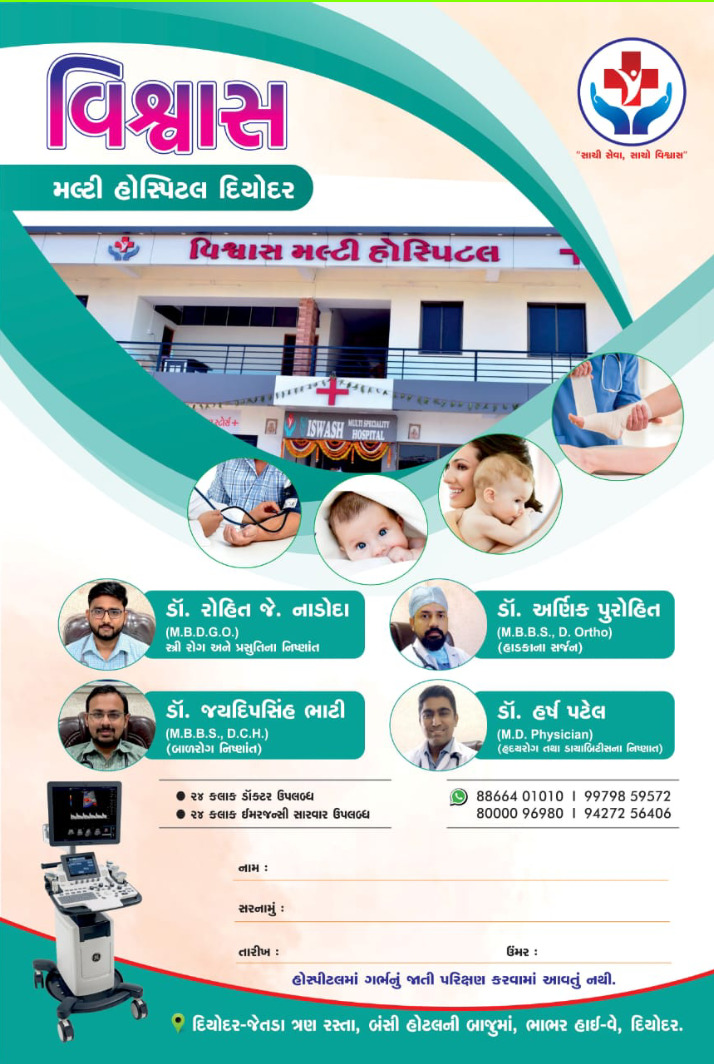 વિશ્વાસ
"સાચી સેવા, સાચો વિશ્વાસ"
મલ્ટી હોસ્પિટલ દિયોદર
વિશ્વાસ મલ્ટી હોસ્પિટલ
ISWASH MULTI SPECIALITY
HOSPITAL
ડૉ. રોહિત જે. નાડોદા
(M.B.D.G.O.)
સ્ત્રી રોગ અને પ્રસુતિના નિષ્ણાંત
ડૉ. અર્ણિક પુરોહિત
(M.B.B.S., D. Ortho)
(હાડકાના સર્જન)
ડૉ. જયદિપસિંહ ભાટી
(M.B.B.S., D.C.H.)
(બાળરોગ નિષ્ણાંત)
ડૉ. હર્ષ પટેલ
(M.D. Physician)
(હૃદયરોગ તથા ડાયાબિટીસના નિષ્ણાત)
● ૨૪ કલાક ડૉક્ટર ઉપલબ્ધ
● ૨૪ કલાક ઈમરજન્સી સારવાર ઉપલબ્ધ
88664 01010 | 99798 59572
80000 96980 | 94272 56406
નામ :
સરનામું :
તારીખ : ઉંમર :
હોસ્પીટલમાં ગર્ભનું જાતી પરિક્ષણ કરવામાં આવતું નથી.
દિયોદર-જેતડા ત્રણ રસ્તા, બંસી હોટલની બાજુમાં, ભાભર હાઈ-વે, દિયોદર.